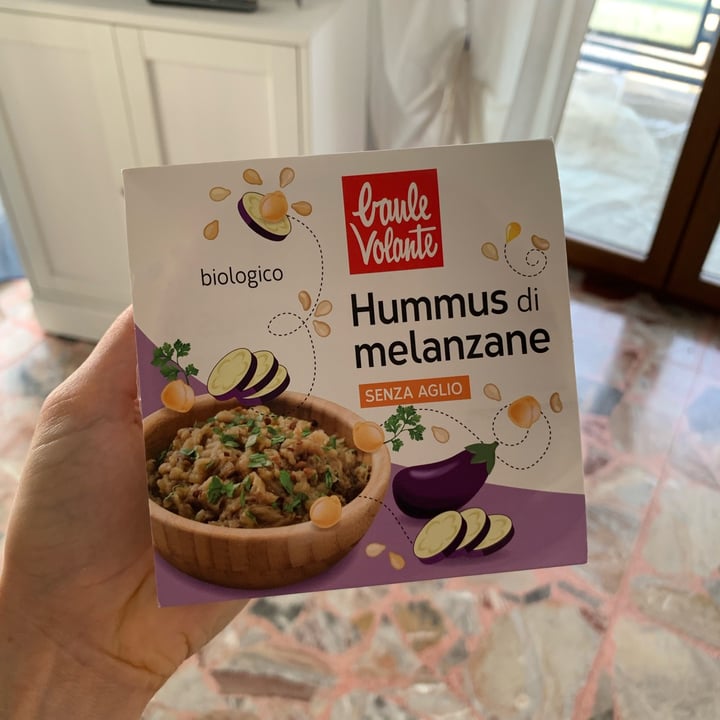 baule
Volante
biologico
Hummus di
melanzane
SENZA AGLIO